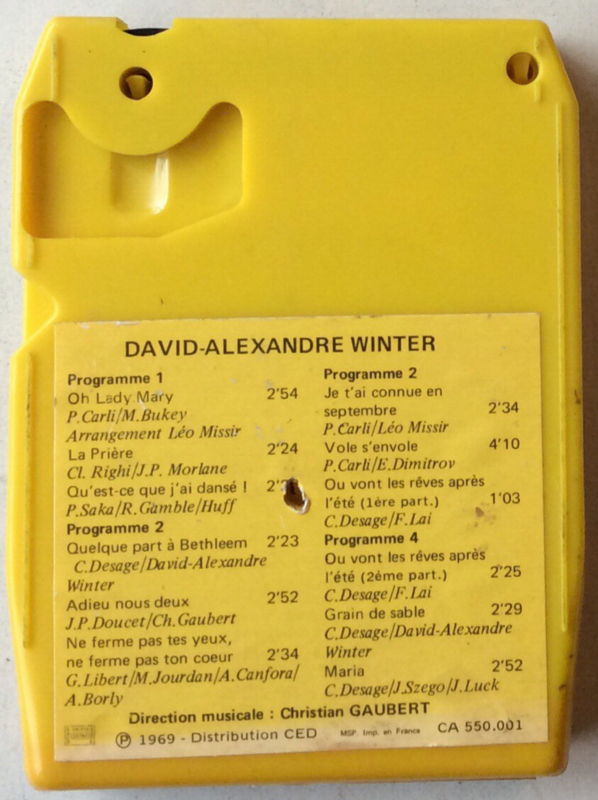 DAVID-ALEXANDRE WINTER
Programme 1
Oh Lady Mary 2'54
P.Carli/M.Bukey
Arrangement Léo Missir
La Prière 2'24
Cl. Righi/J.P. Morlane
Qu'est-ce que j'ai dansé !
P.Saka/R.Gamble/Huff
Programme 2
Quelque part à Bethleem 2'23
C.Desage/David-Alexandre
Winter
Adieu nous deux 2'52
J.P.Doucet/Ch.Gaubert
Ne ferme pas tes yeux,
ne ferme pas ton coeur 2'34
G.Libert/M.Jourdan/A.Canfora/
A.Borly
Programme 2
Je t'ai connue en
septembre 2'34
P.Carli/Léo Missir
Vole s'envole 4'10
P.Carli/E.Dimitrov
Ou vont les rêves après
l'été (1ère part.) 1'03
C.Desage/F.Lai
Programme 4
Ou vont les rêves après
l'été (2ème part.) 2'25
C.Desage/F.Lai
Grain de sable 2'29
C.Desage/David-Alexandre
Winter
Maria 2'52
C.Desage/J.Szego/J.Luck
Direction musicale : Christian GAUBERT
℗ 1969 - Distribution CED MSP. Imp. en France CA 550.001